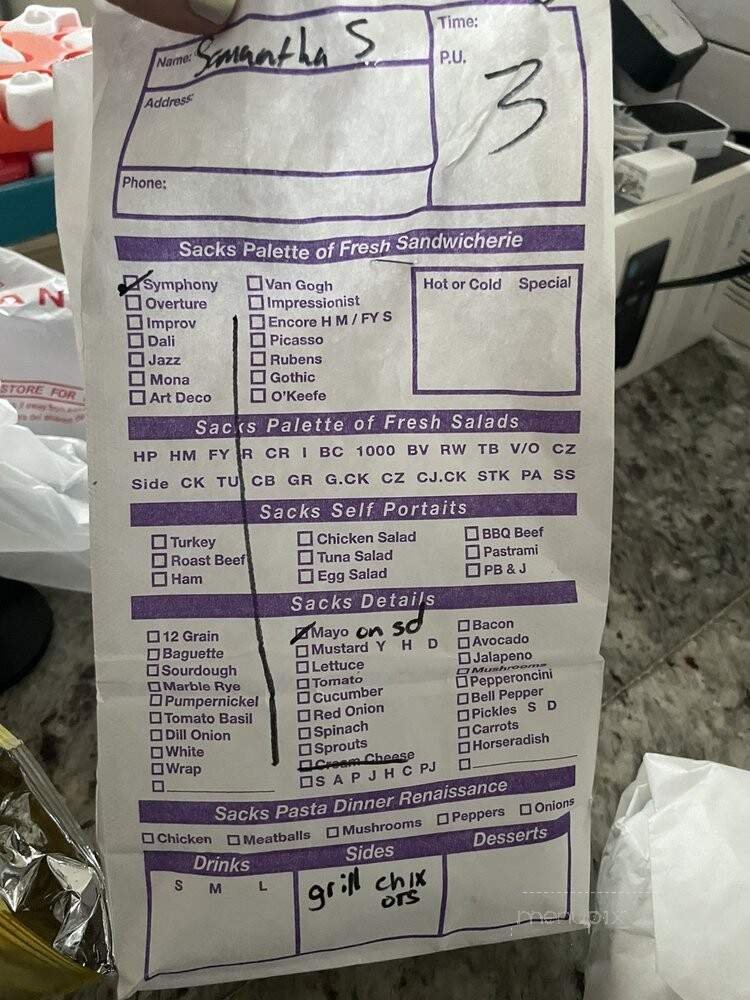 Name: Samantha S
Time:
P.U.
3
Address:
Phone:
Sacks Palette of Fresh Sandwicherie
Symphony
Overture
Improv
Dali
Jazz
Mona
Art Deco
Van Gogh
Impressionist
Encore H M / FY S
Picasso
Rubens
Gothic
O'Keefe
Hot or Cold Special
Sacks Palette of Fresh Salads
HP HM FY R CR I BC 1000 BV RW TB V/O CZ
Side CK TU CB GR G.CK CZ CJ.CK STK PA SS
Sacks Self Portaits
Turkey
Roast Beef
Ham
Chicken Salad
Tuna Salad
Egg Salad
BBQ Beef
Pastrami
PB & J
Sacks Details
12 Grain
Baguette
Sourdough
Marble Rye
Pumpernickel
Tomato Basil
Dill Onion
White
Wrap
Mayo on sd
Mustard Y H D
Lettuce
Tomato
Cucumber
Red Onion
Spinach
Sprouts
Cream Cheese
S A P J H C PJ
Bacon
Avocado
Jalapeno
Mushrooms
Pepperoncini
Bell Pepper
Pickles S D
Carrots
Horseradish
Sacks Pasta Dinner Renaissance
Chicken Meatballs Mushrooms Peppers Onions
Drinks
S M L
Sides
grill chix
OTS
Desserts
menupix
N
STORE FOR